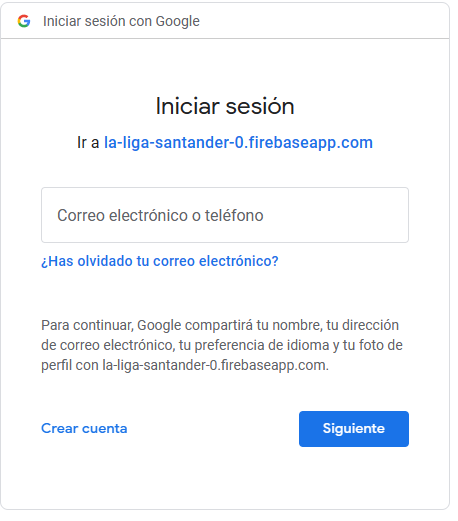 Iniciar sesión con Google
Iniciar sesión
Ir a la-liga-santander-0.firebaseapp.com
Correo electrónico o teléfono
¿Has olvidado tu correo electrónico?
Para continuar, Google compartirá tu nombre, tu dirección
de correo electrónico, tu preferencia de idioma y tu foto de
perfil con la-liga-santander-0.firebaseapp.com.
Crear cuenta
Siguiente